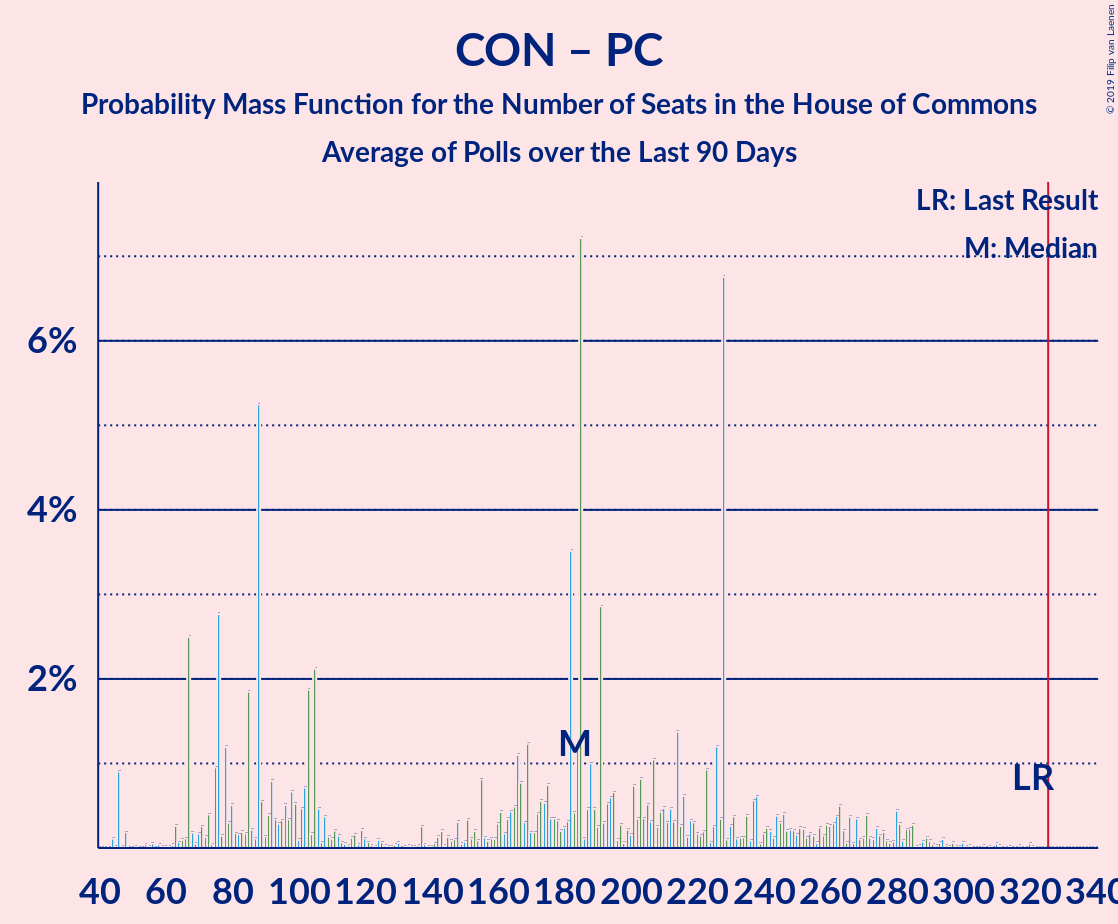 CON – PC
Probability Mass Function for the Number of Seats in the House of Commons
Average of Polls over the Last 90 Days
© 2019 Filip van Laenen
LR: Last Result
M: Median
6%
4%
2%
M
LR
40 60 80 100 120 140 160 180 200 220 240 260 280 300 320 340